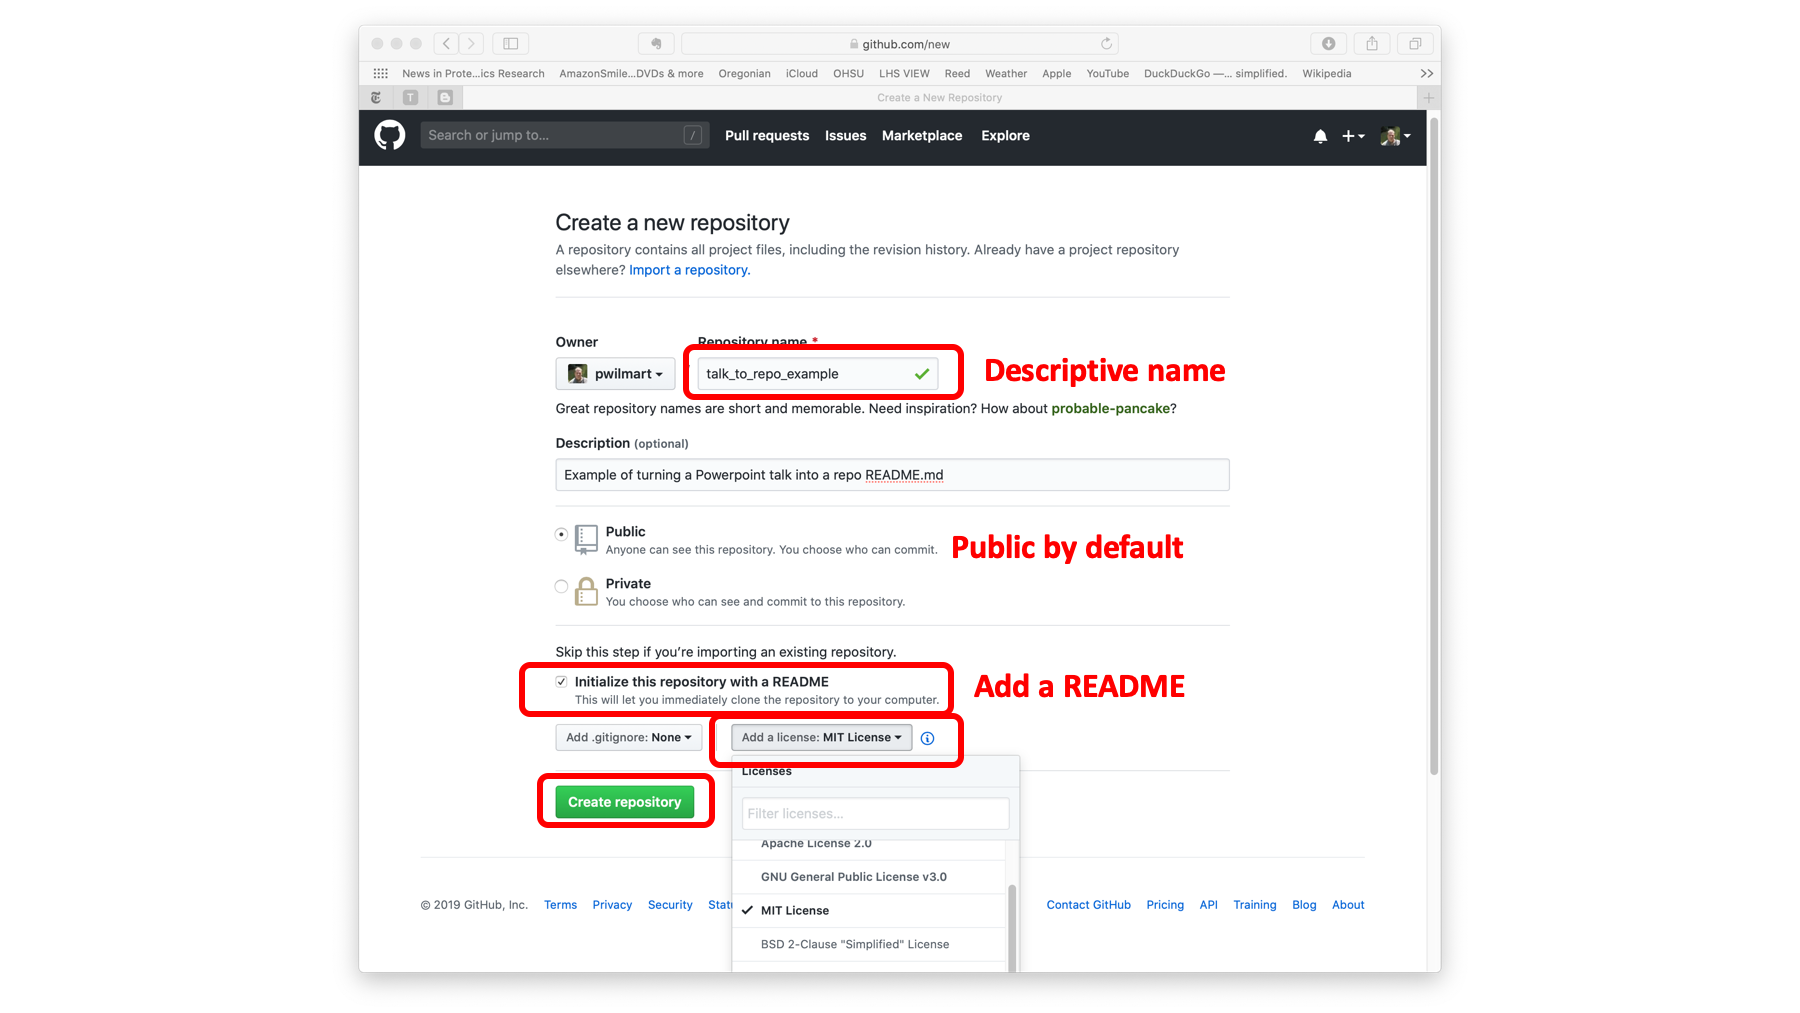 github.com/new
News in Prote...ics Research AmazonSmile...DVDs & more Oregonian iCloud OHSU LHS VIEW Reed Weather Apple YouTube DuckDuckGo —... simplified. Wikipedia >>
T
Create a New Repository
Search or jump to... / Pull requests Issues Marketplace Explore
Create a new repository
A repository contains all project files, including the revision history. Already have a project repository
elsewhere? Import a repository.
Owner Repository name *
pwilmart talk_to_repo_example Descriptive name
Great repository names are short and memorable. Need inspiration? How about probable-pancake?
Description (optional)
Example of turning a Powerpoint talk into a repo README.md
Public
Anyone can see this repository. You choose who can commit. Public by default
Private
You choose who can see and commit to this repository.
Skip this step if you're importing an existing repository.
Initialize this repository with a README
This will let you immediately clone the repository to your computer. Add a README
Add .gitignore: None Add a license: MIT License
Licenses
Create repository
Filter licenses...
Apache License 2.0
GNU General Public License v3.0
© 2019 GitHub, Inc. Terms Privacy Security Contact GitHub Pricing API Training Blog About
MIT License
BSD 2-Clause "Simplified" License